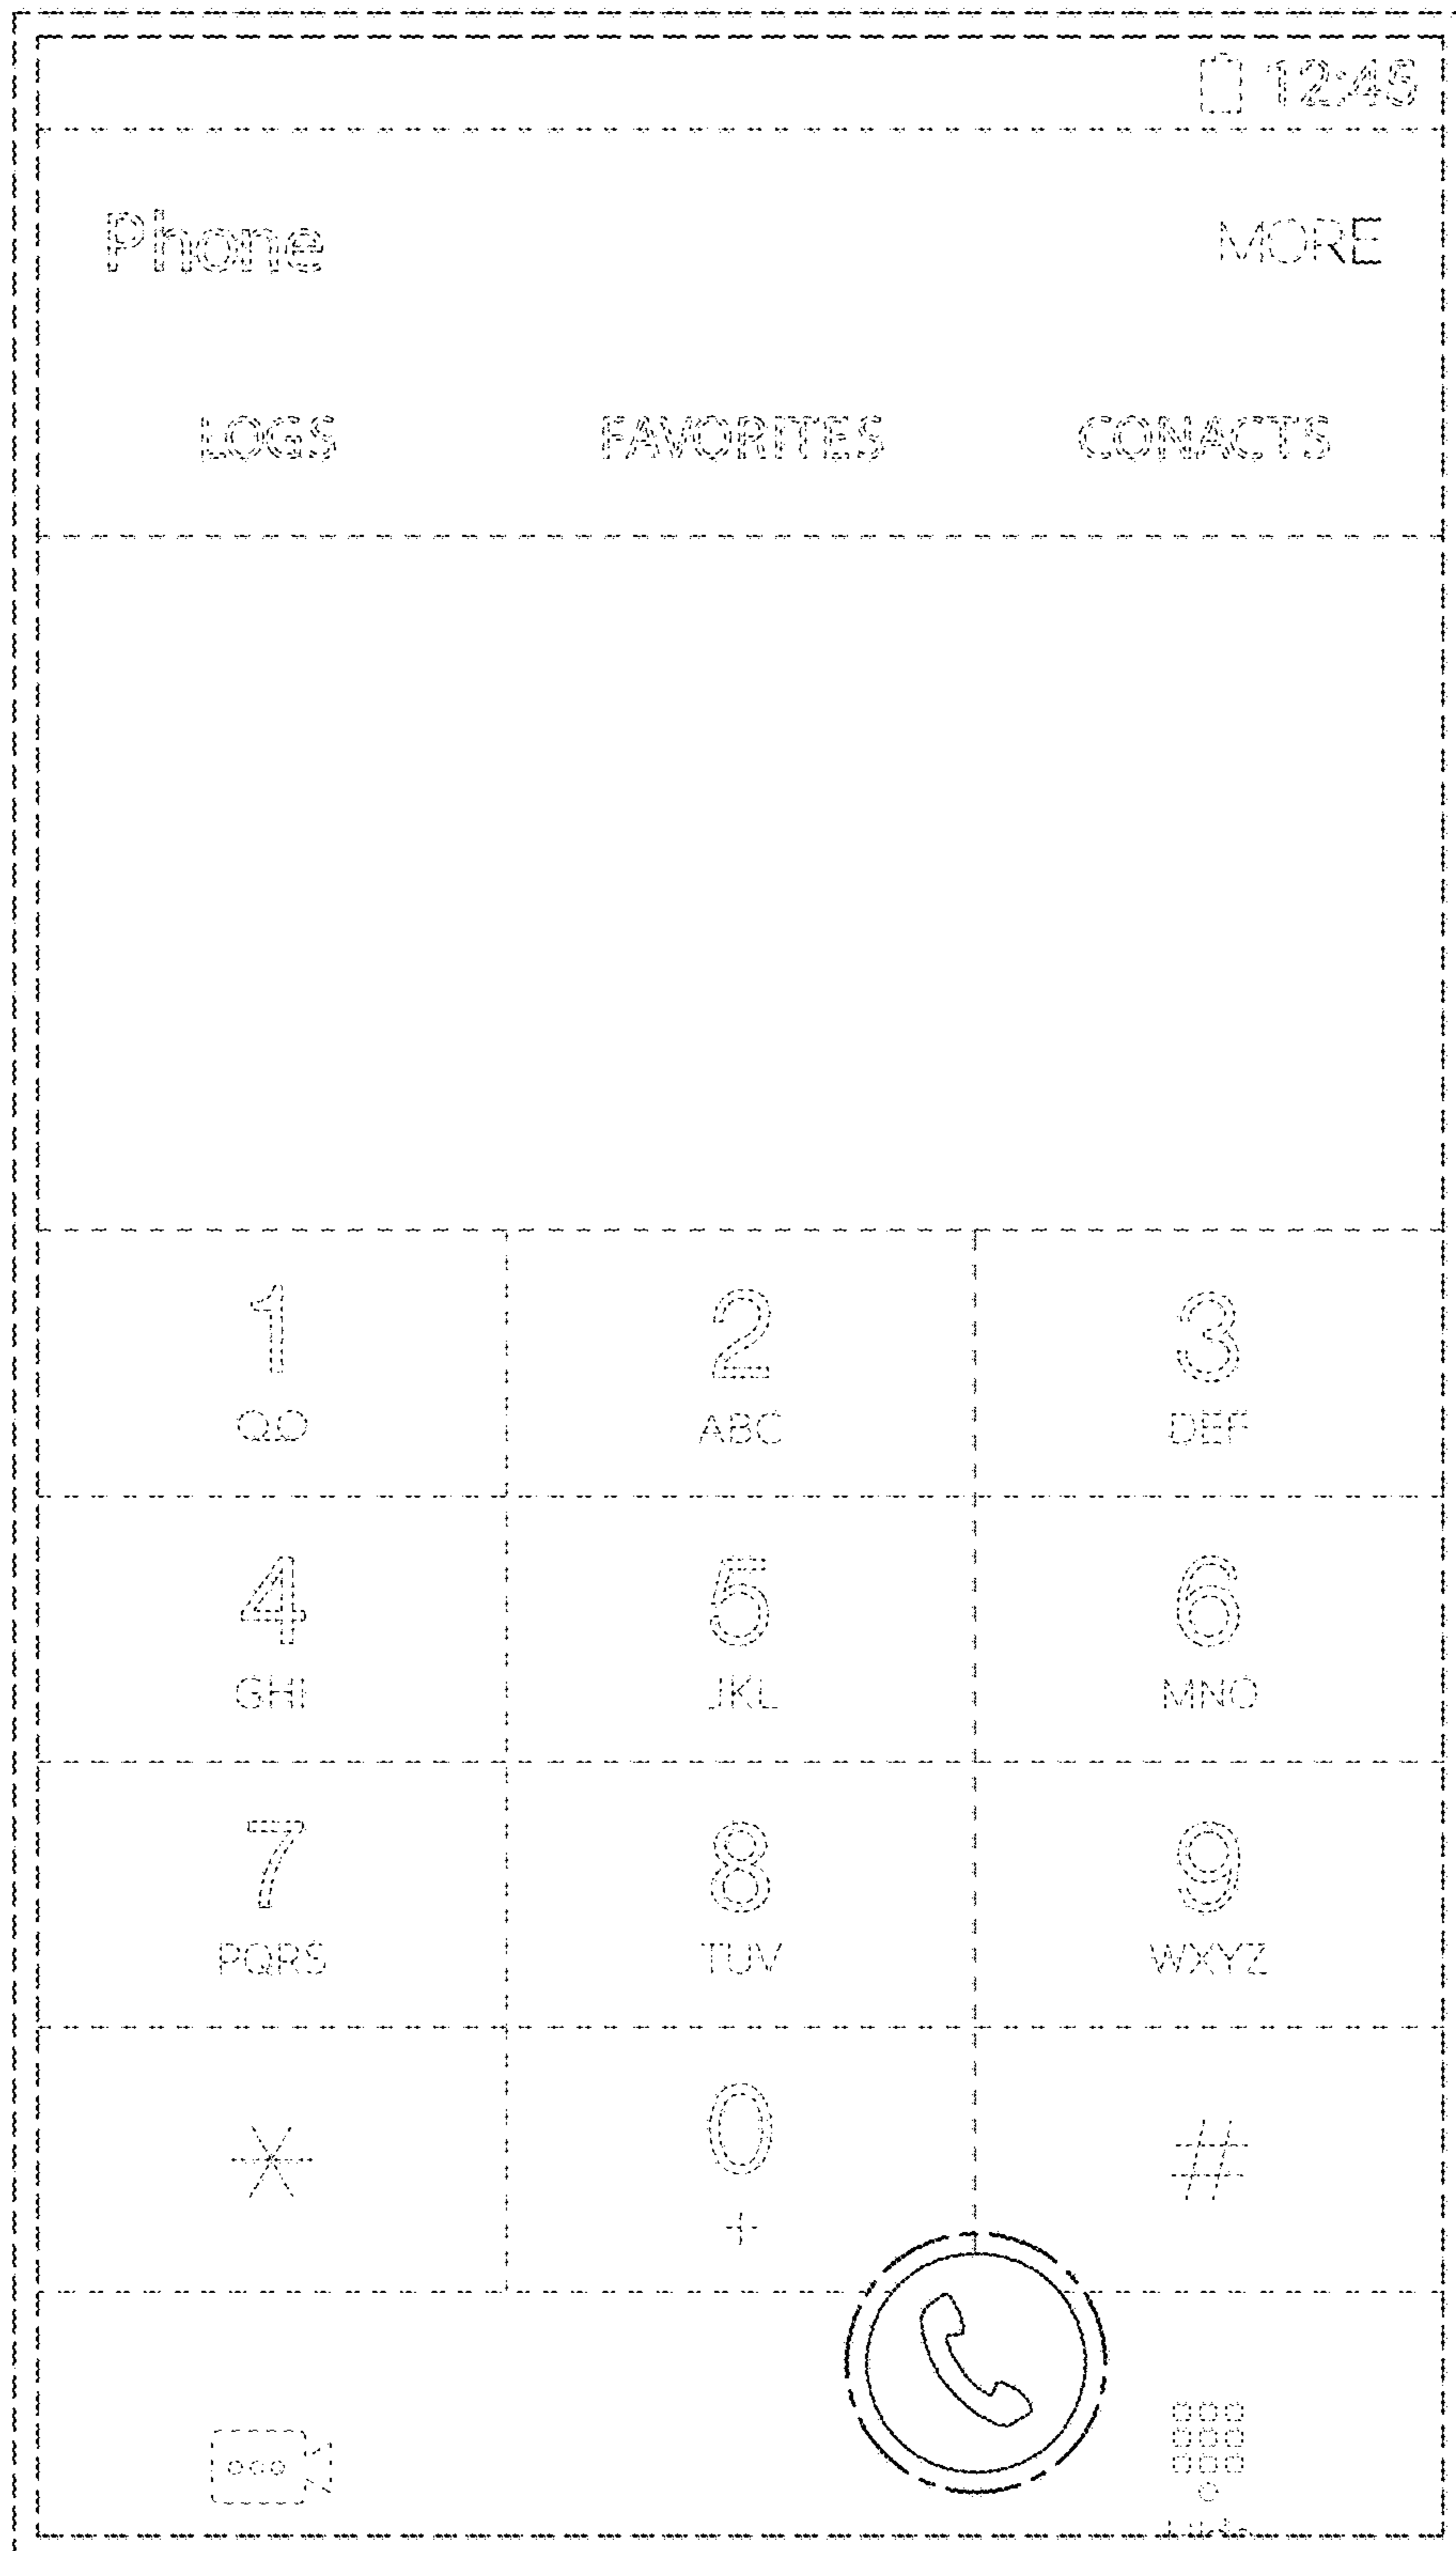 12:45
Phone MORE
LOGS FAVORITES CONACTS
1 2 3
ABC DEF
4 5 6
GHI JKL MNO
7 8 9
PQRS TUV WXYZ
* 0 #
+